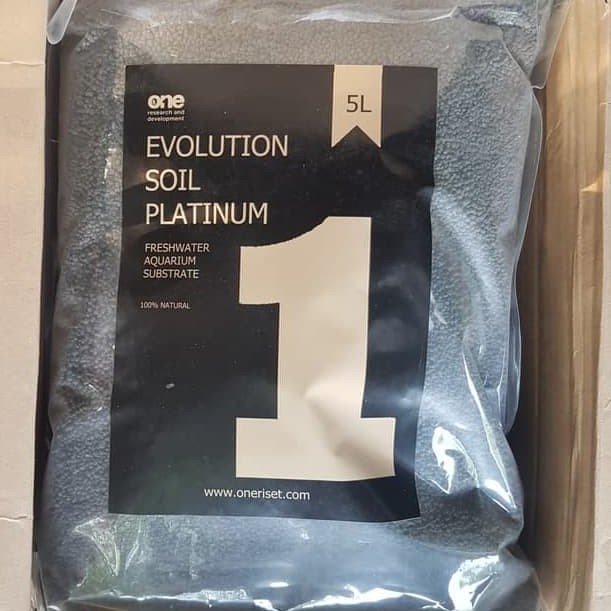 one
research and
development
5L
EVOLUTION
SOIL
PLATINUM
FRESHWATER
AQUARIUM
SUBSTRATE
100% NATURAL
1
www.oneriset.com